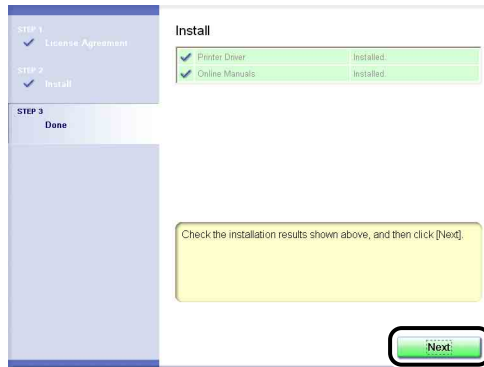 STEP 1
License Agreement
STEP 2
Install
STEP 3
Done
Install
Printer Driver Installed.
Online Manuals Installed.
Check the installation results shown above, and then click [Next].
Next